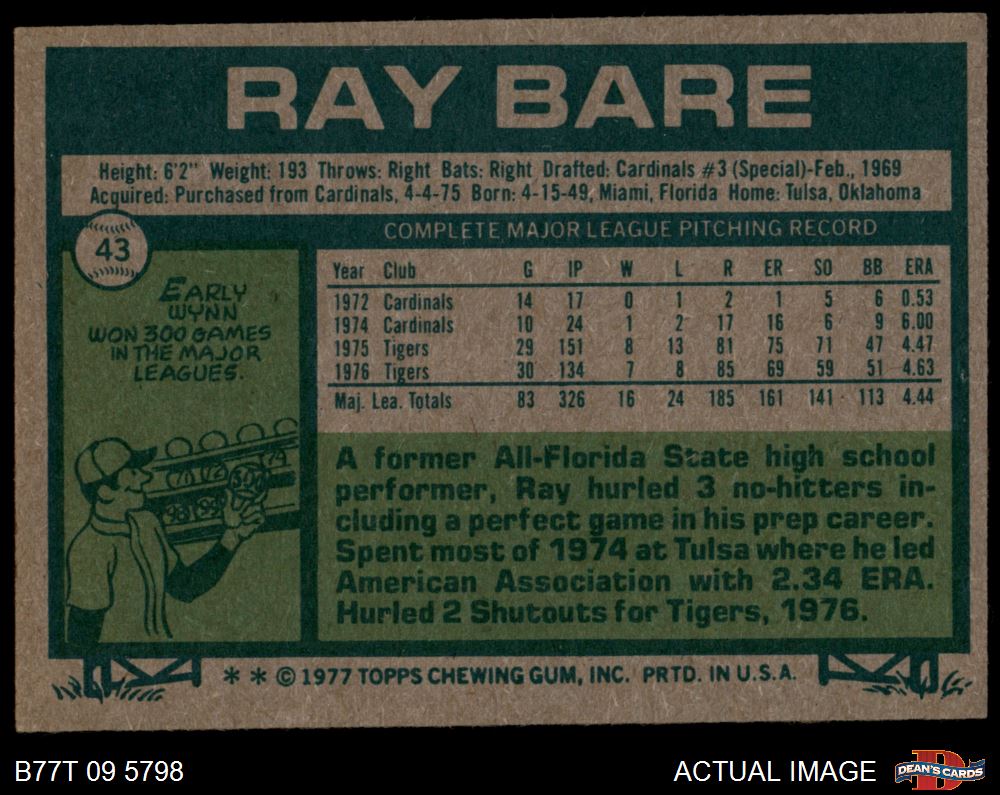 RAY BARE
Height: 6'2" Weight: 193 Throws: Right Bats: Right Drafted: Cardinals #3 (Special)-Feb., 1969
Acquired: Purchased from Cardinals, 4-4-75 Born: 4-15-49, Miami, Florida Home: Tulsa, Oklahoma
43
EARLY
WYNN
WON 300 GAMES
IN THE MAJOR
LEAGUES.
300
COMPLETE MAJOR LEAGUE PITCHING RECORD
Year Club G IP W L R ER SO BB ERA
1972 Cardinals 14 17 0 1 2 1 5 6 0.53
1974 Cardinals 10 24 1 2 17 16 6 9 6.00
1975 Tigers 29 151 8 13 81 75 71 47 4.47
1976 Tigers 30 134 7 8 85 69 59 51 4.63
Maj. Lea. Totals 83 326 16 24 185 161 141 113 4.44
A former All-Florida State high school
performer, Ray hurled 3 no-hitters in-
cluding a perfect game in his prep career.
Spent most of 1974 at Tulsa where he led
American Association with 2.34 ERA.
Hurled 2 Shutouts for Tigers, 1976.
* * © 1977 TOPPS CHEWING GUM, INC. PRTD. IN U.S.A.
B77T 09 5798
ACTUAL IMAGE
DEAN'S CARDS